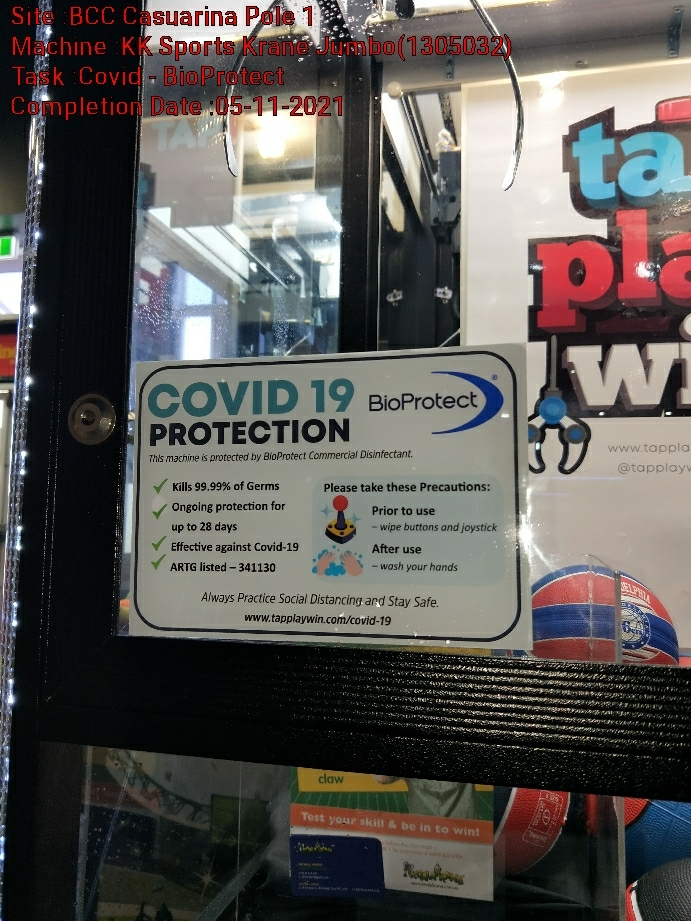 Site :BCC Casuarina Pole 1
Machine :KK Sports Krane Jumbo(1305032)
Task :Covid - BioProtect
Completion Date :05-11-2021
ta
pla
wi
www.tappla
@tapplayw
COVID 19
PROTECTION
BioProtect®
This machine is protected by BioProtect Commercial Disinfectant.
Kills 99.99% of Germs
Ongoing protection for
up to 28 days
Effective against Covid-19
ARTG listed – 341130
Please take these Precautions:
Prior to use
– wipe buttons and joystick
After use
– wash your hands
Always Practice Social Distancing and Stay Safe.
www.tapplaywin.com/covid-19
claw
Test your skill & be in to win!